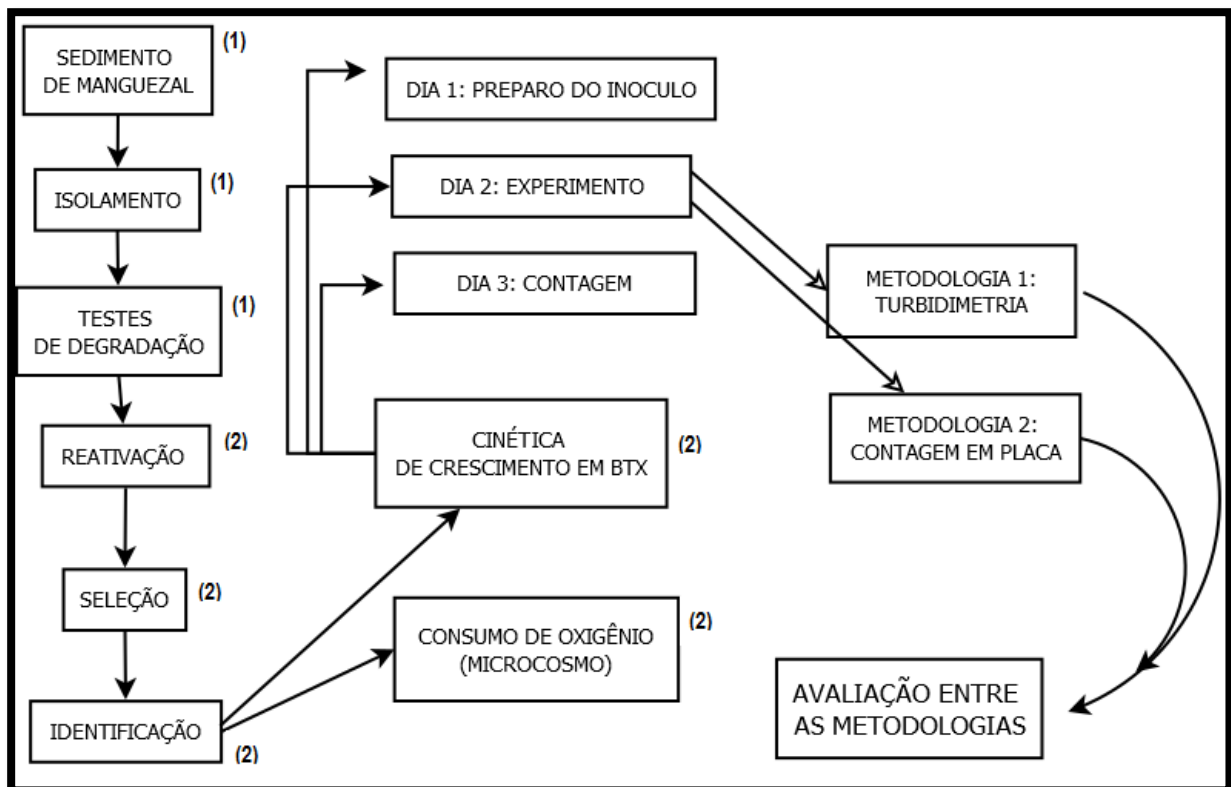 SEDIMENTO
DE MANGUEZAL
(1)
ISOLAMENTO
(1)
TESTES
DE DEGRADAÇÃO
(1)
REATIVAÇÃO
(2)
SELEÇÃO
(2)
IDENTIFICAÇÃO
(2)
DIA 1: PREPARO DO INOCULO
DIA 2: EXPERIMENTO
DIA 3: CONTAGEM
CINÉTICA
DE CRESCIMENTO EM BTX
(2)
CONSUMO DE OXIGÊNIO
(MICROCOSMO)
(2)
METODOLOGIA 1:
TURBIDIMETRIA
METODOLOGIA 2:
CONTAGEM EM PLACA
AVALIAÇÃO ENTRE
AS METODOLOGIAS